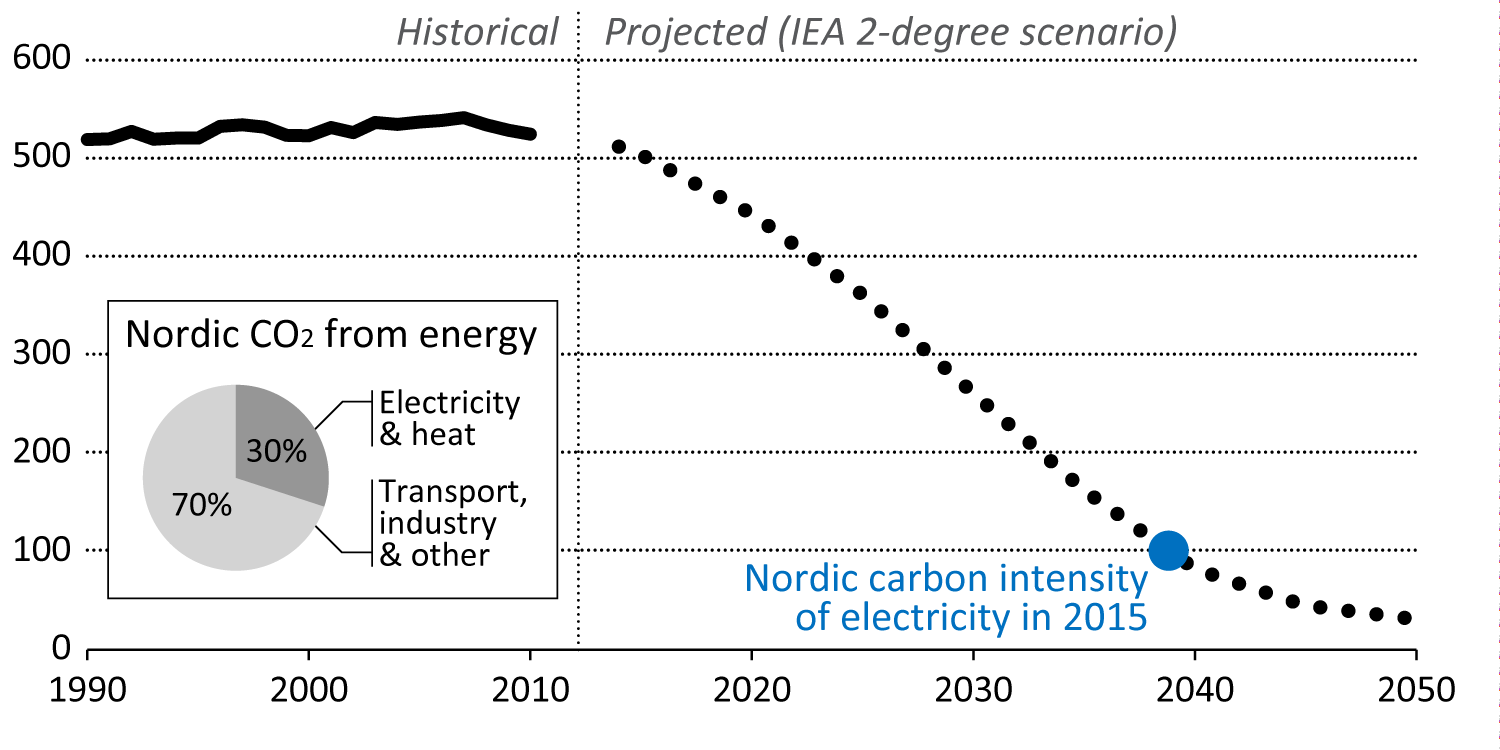 Historical
Projected (IEA 2-degree scenario)
600
500
400
300
200
100
0
Nordic CO₂ from energy
Electricity
& heat
30%
70%
Transport,
industry
& other
Nordic carbon intensity
of electricity in 2015
1990 2000 2010 2020 2030 2040 2050